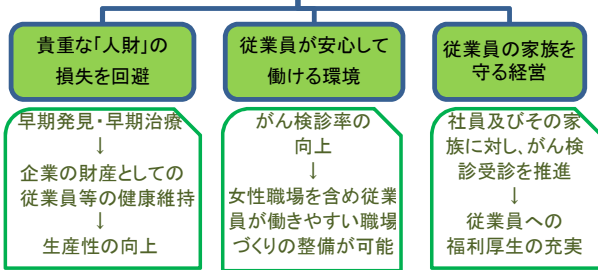 貴重な「人財」の
損失を回避
従業員が安心して
働ける環境
従業員の家族を
守る経営
早期発見・早期治療
↓
企業の財産としての
従業員等の健康維持
↓
生産性の向上
がん検診率の
向上
↓
女性職場を含め従業
員が働きやすい職場
づくりの整備が可能
社員及びその家
族に対し、がん検
診受診を推進
↓
従業員への
福利厚生の充実